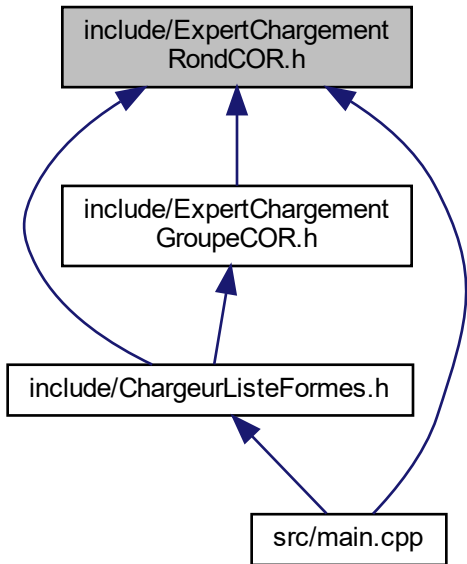 include/ExpertChargement
RondCOR.h
include/ExpertChargement
GroupeCOR.h
include/ChargeurListeFormes.h
src/main.cpp